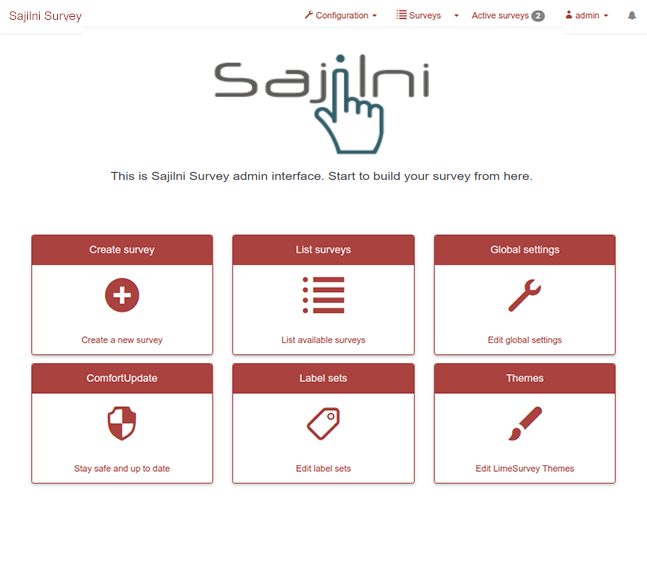 Sajilni Survey
Configuration
Surveys
Active surveys 2
admin
Sajilni
This is Sajilni Survey admin interface. Start to build your survey from here.
Create survey
List surveys
Global settings
Create a new survey
List available surveys
Edit global settings
ComfortUpdate
Label sets
Themes
Stay safe and up to date
Edit label sets
Edit LimeSurvey Themes